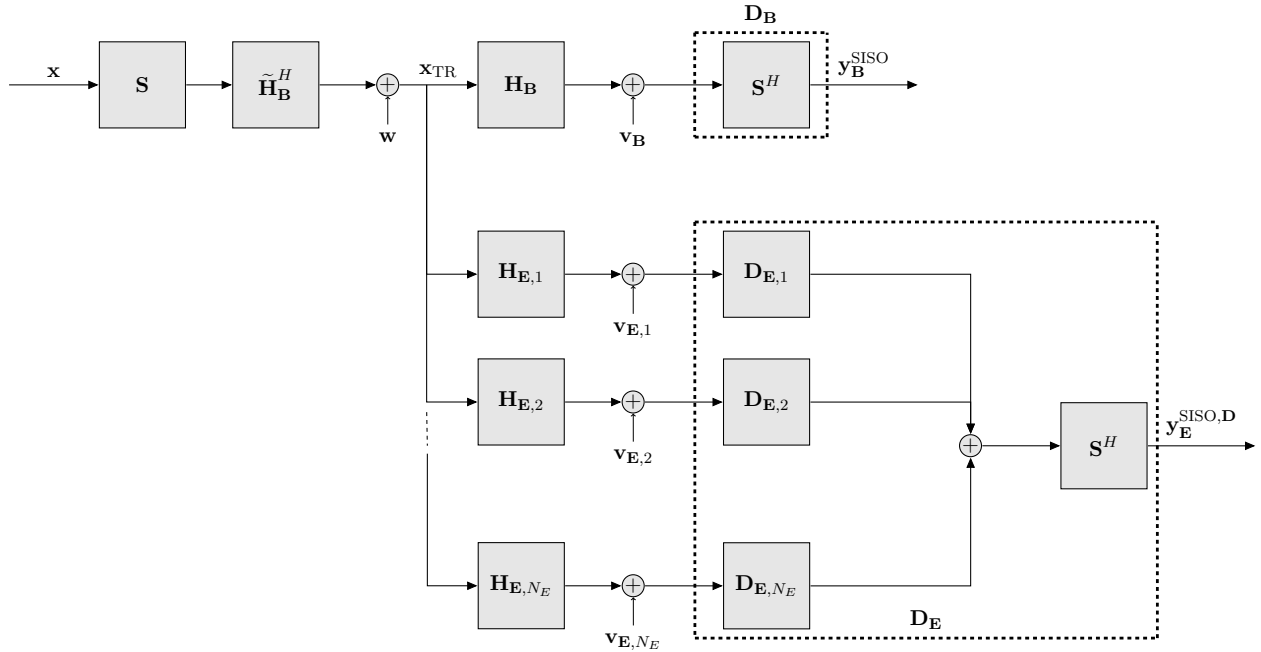 D_B
x
S
H̃_B^H
w
x_TR
H_B
v_B
S^H
y_B^SISO
H_E,1
v_E,1
D_E,1
H_E,2
v_E,2
D_E,2
S^H
y_E^SISO,D
H_E,N_E
v_E,N_E
D_E,N_E
D_E